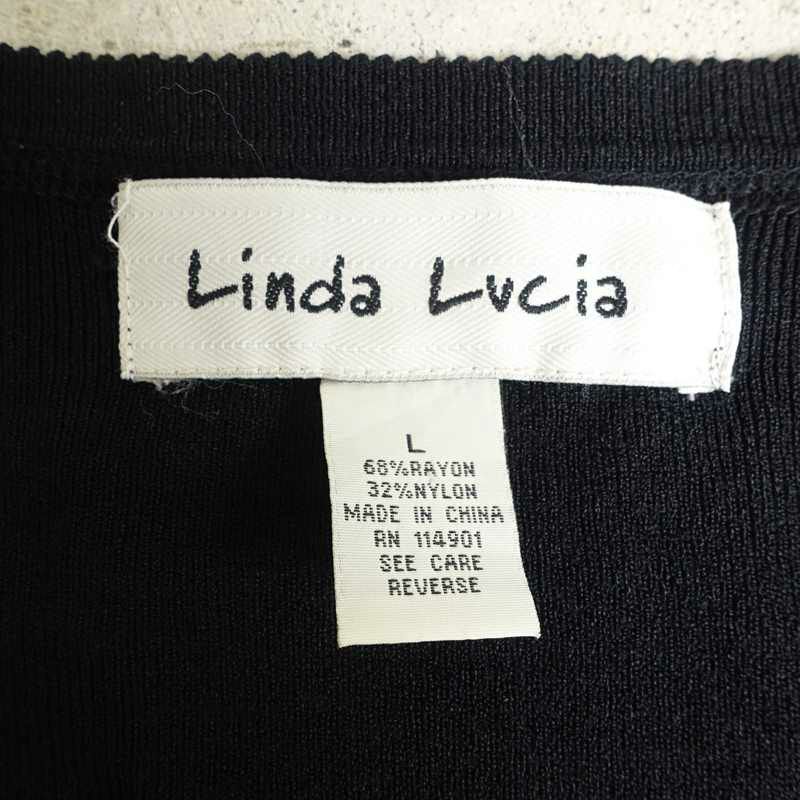 Linda Lucia
L
68%RAYON
32%NYLON
MADE IN CHINA
RN 114901
SEE CARE
REVERSE